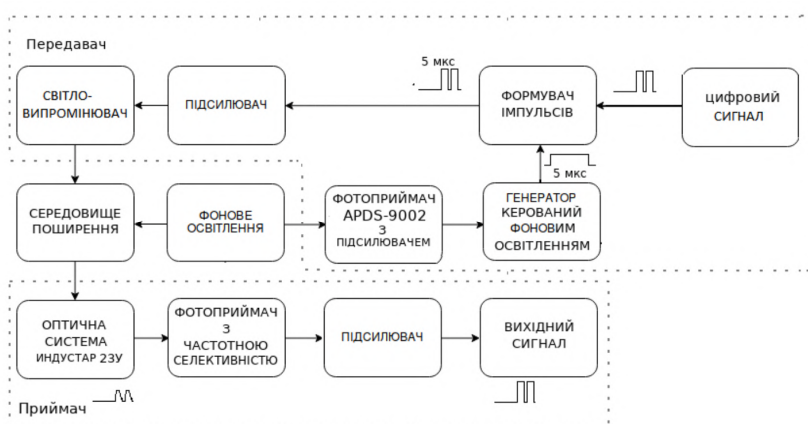 Передавач
5 мкс
СВІТЛО-
ВИПРОМІНЮВАЧ
ПІДСИЛЮВАЧ
ФОРМУВАЧ
ІМПУЛЬСІВ
ЦИФРОВИЙ
СИГНАЛ
5 мкс
СЕРЕДОВИЩЕ
ПОШИРЕННЯ
ФОНОВЕ
ОСВІТЛЕННЯ
ФОТОПРИЙМАЧ
APDS-9002
З
ПІДСИЛЮВАЧЕМ
ГЕНЕРАТОР
КЕРОВАНИЙ
ФОНОВИМ
ОСВІТЛЕННЯМ
ОПТИЧНА
СИСТЕМА
ИНДУСТАР 23У
ФОТОПРИЙМАЧ
З
ЧАСТОТНОЮ
СЕЛЕКТИВНІСТЮ
ПІДСИЛЮВАЧ
ВИХІДНИЙ
СИГНАЛ
Приймач